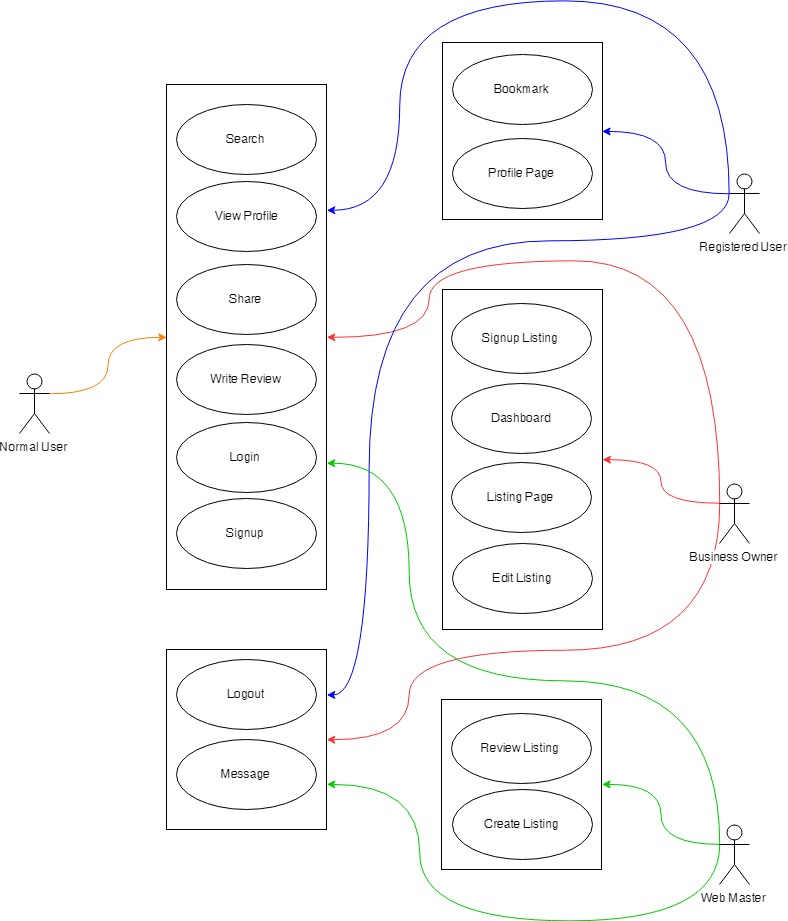 Search
View Profile
Share
Write Review
Login
Signup
Logout
Message
Bookmark
Profile Page
Signup Listing
Dashboard
Listing Page
Edit Listing
Review Listing
Create Listing
Normal User
Registered User
Business Owner
Web Master